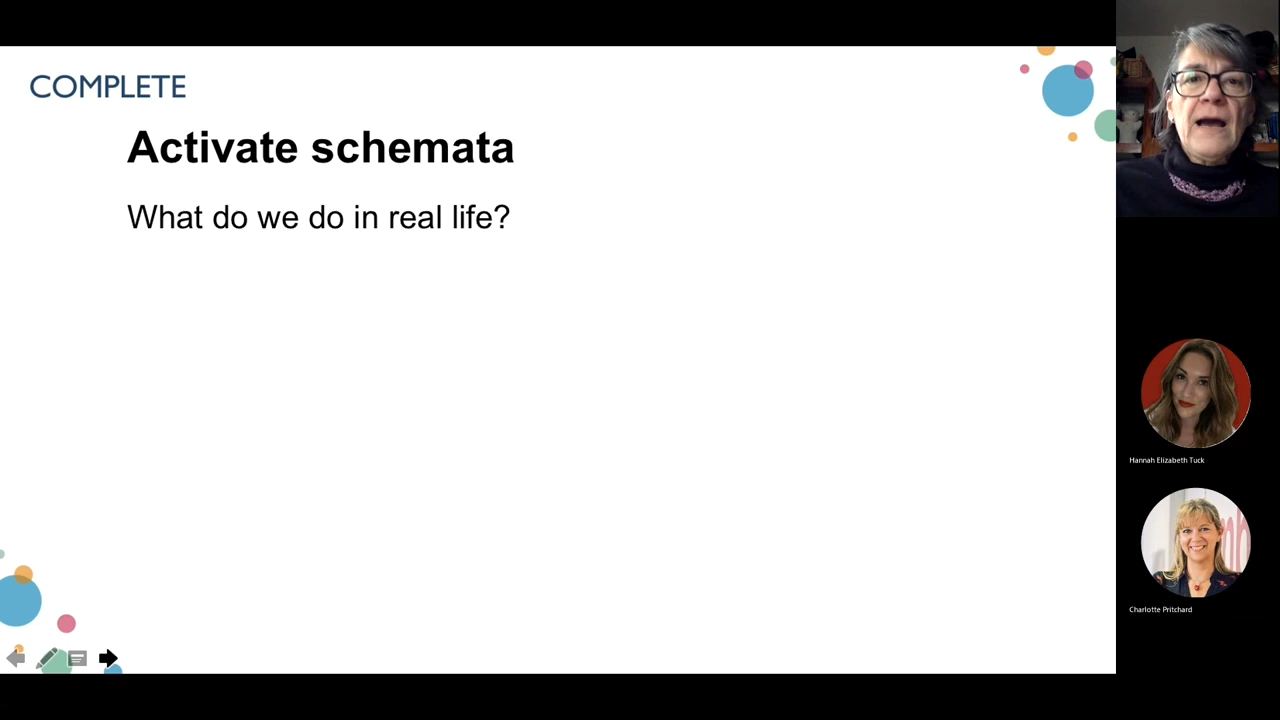 COMPLETE
Activate schemata
What do we do in real life?
Hannah Elizabeth Tuck
Charlotte Pritchard